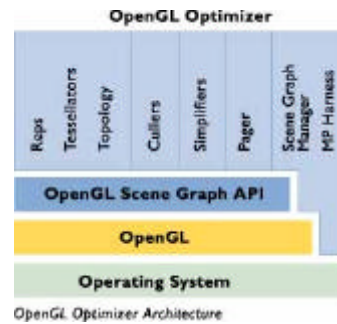 OpenGL Optimizer
Reps
Tessellators
Topology
Cullers
Simplifiers
Pager
Scene Graph
Manager
MP Harness
OpenGL Scene Graph API
OpenGL
Operating System
OpenGL Optimizer Architecture